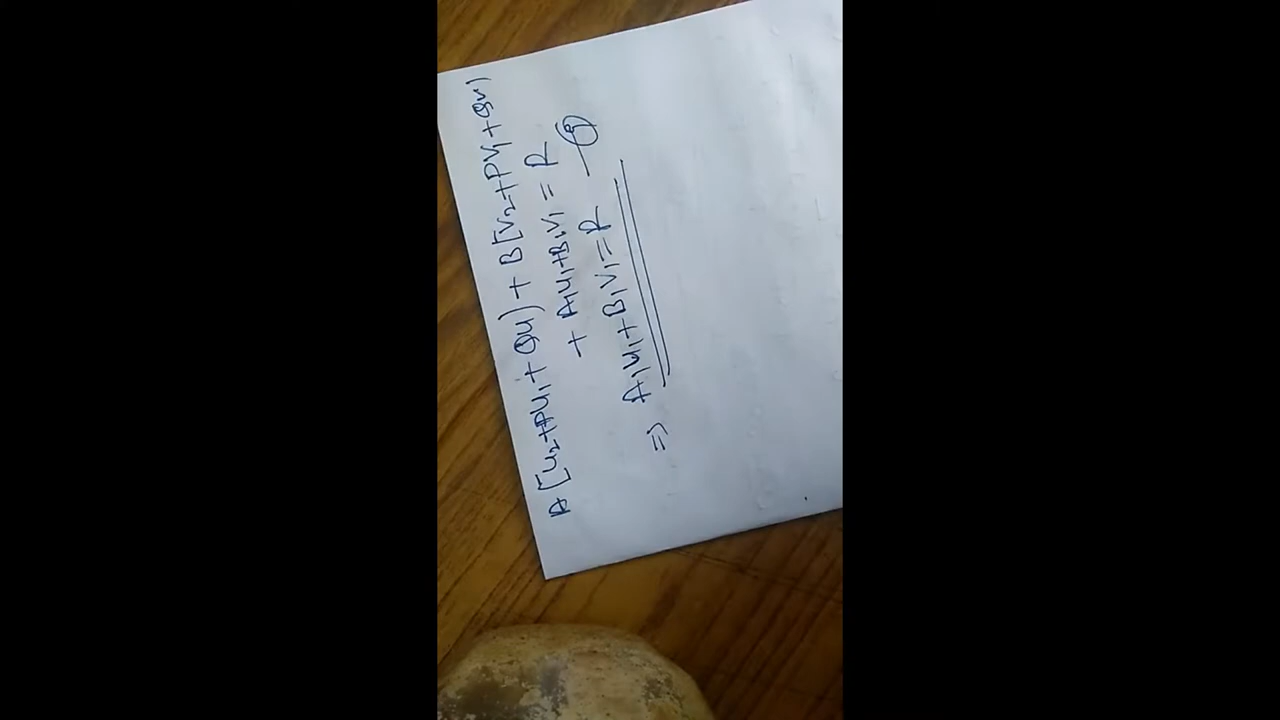 A[u₂+Pu₁+Qu) + B[v₂+Pv₁+Qv)
+ A₁u₁+B₁v₁ = R
⇒ A₁u₁+B₁v₁ = R —